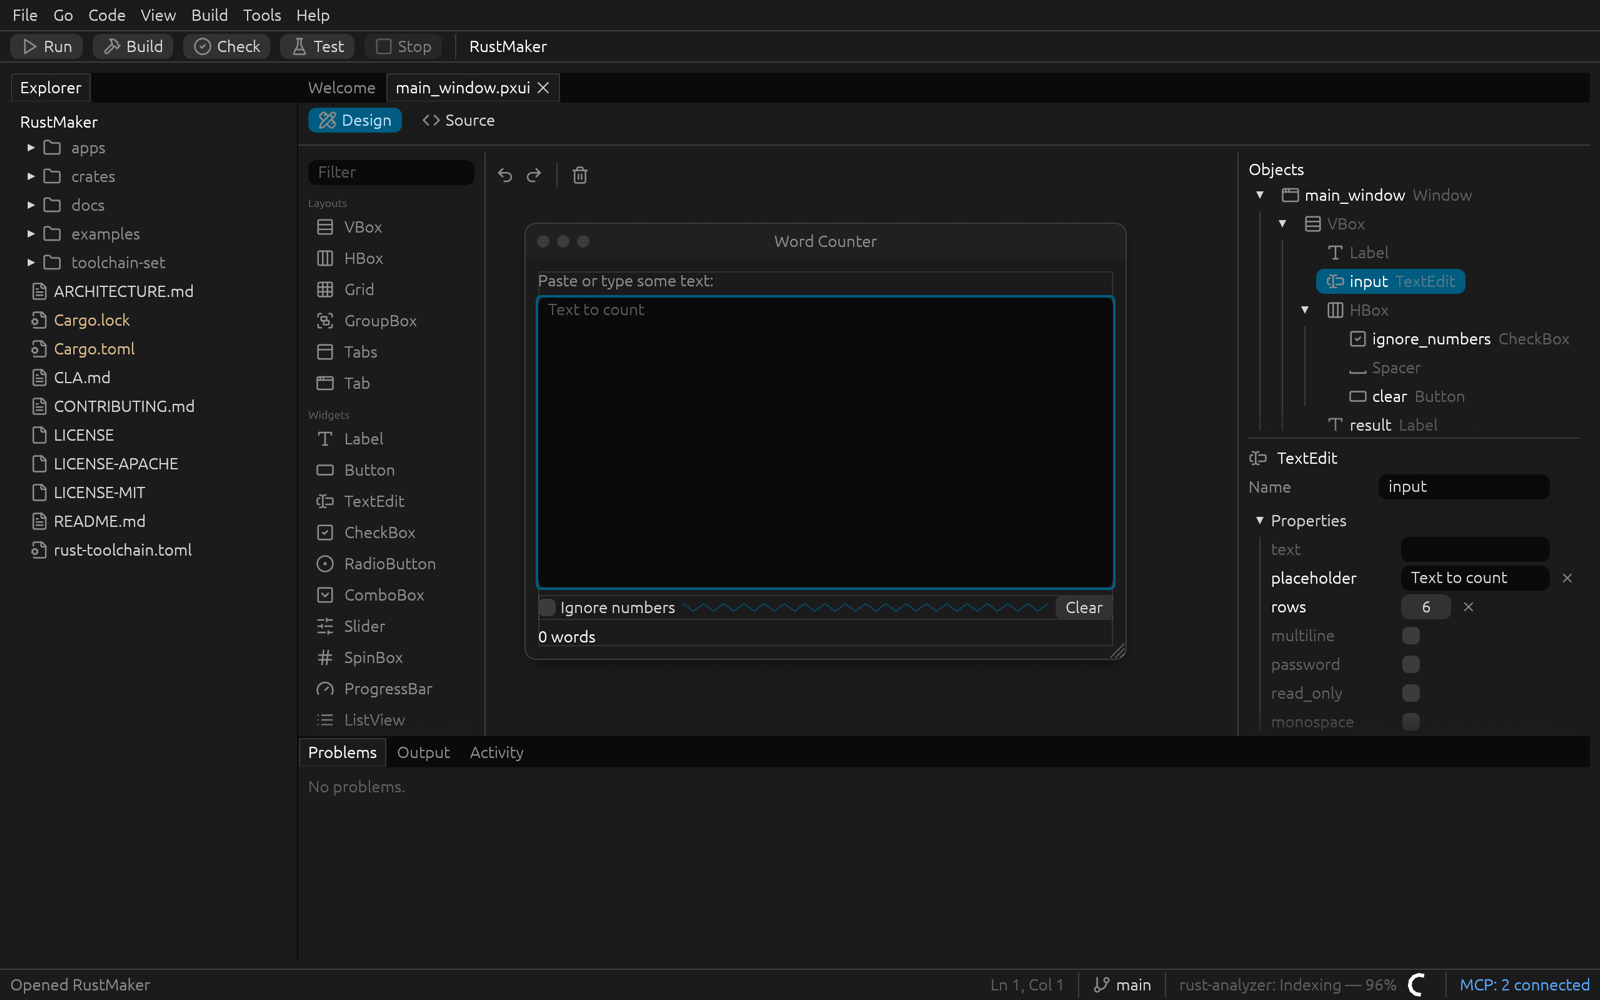 File Go Code View Build Tools Help
Run Build Check Test Stop RustMaker
Explorer
Welcome main_window.pxui
RustMaker
apps
crates
docs
examples
toolchain-set
ARCHITECTURE.md
Cargo.lock
Cargo.toml
CLA.md
CONTRIBUTING.md
LICENSE
LICENSE-APACHE
LICENSE-MIT
README.md
rust-toolchain.toml
Design Source
Filter
Layouts
VBox
HBox
Grid
GroupBox
Tabs
Tab
Widgets
Label
Button
TextEdit
CheckBox
RadioButton
ComboBox
Slider
SpinBox
ProgressBar
ListView
Word Counter
Paste or type some text:
Text to count
Ignore numbers Clear
0 words
Objects
main_window Window
VBox
Label
input TextEdit
HBox
ignore_numbers CheckBox
Spacer
clear Button
result Label
TextEdit
Name input
Properties
text
placeholder Text to count
rows 6
multiline
password
read_only
monospace
Problems Output Activity
No problems.
Opened RustMaker Ln 1, Col 1 main rust-analyzer: Indexing — 96% MCP: 2 connected